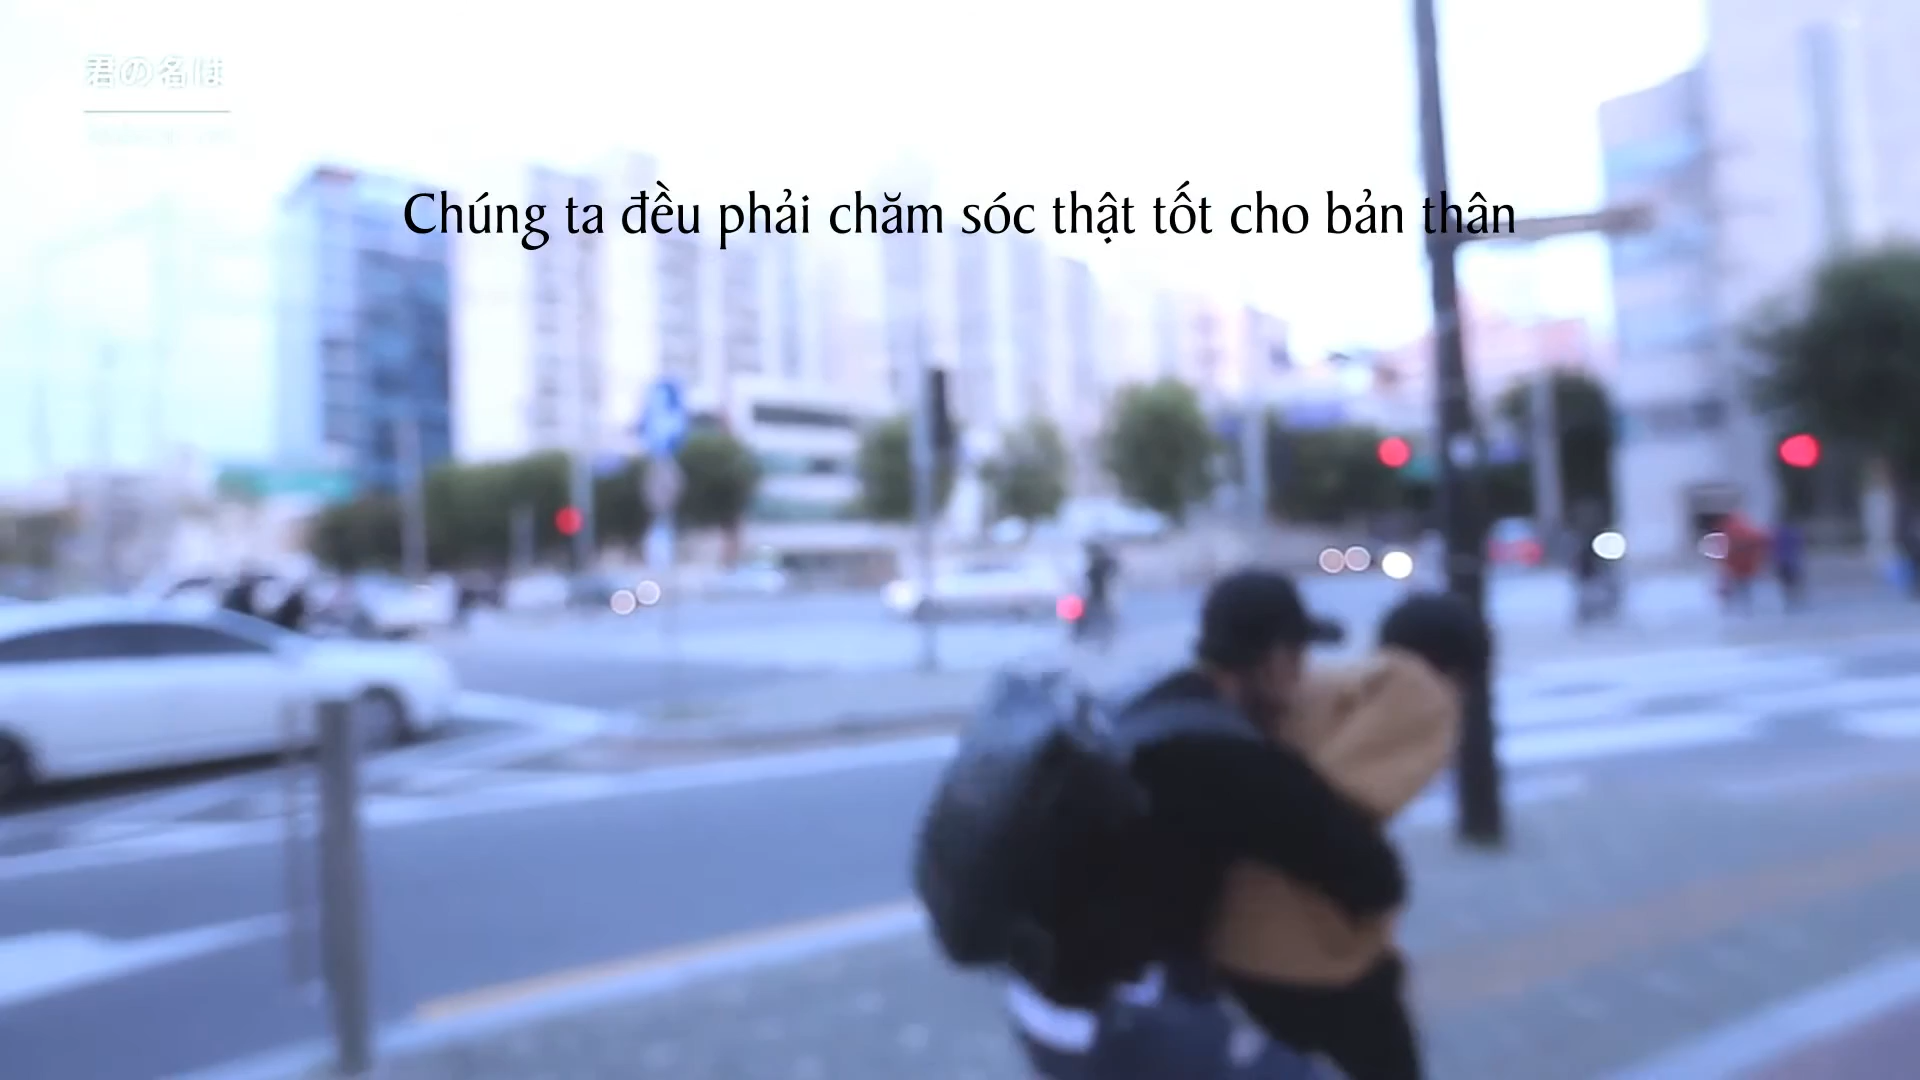 君の名は
Chúng ta đều phải chăm sóc thật tốt cho bản thân